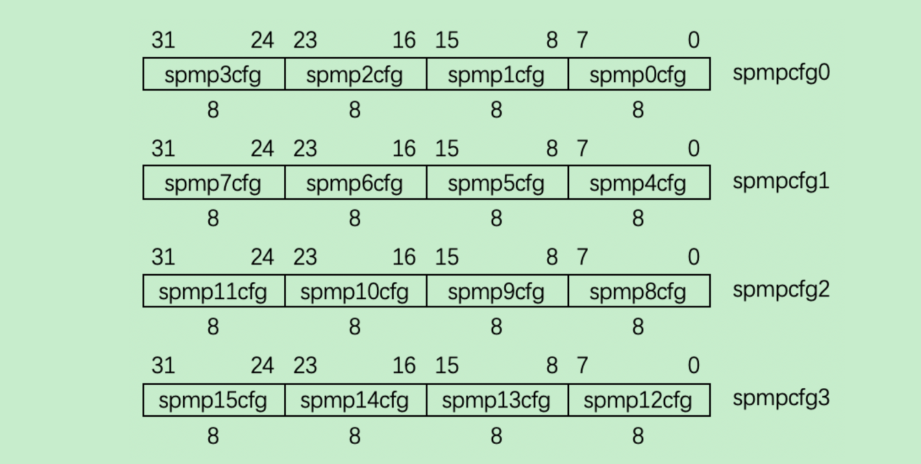 31 24 23 16 15 8 7 0
spmp3cfg spmp2cfg spmp1cfg spmp0cfg spmpcfg0
8 8 8 8
31 24 23 16 15 8 7 0
spmp7cfg spmp6cfg spmp5cfg spmp4cfg spmpcfg1
8 8 8 8
31 24 23 16 15 8 7 0
spmp11cfg spmp10cfg spmp9cfg spmp8cfg spmpcfg2
8 8 8 8
31 24 23 16 15 8 7 0
spmp15cfg spmp14cfg spmp13cfg spmp12cfg spmpcfg3
8 8 8 8